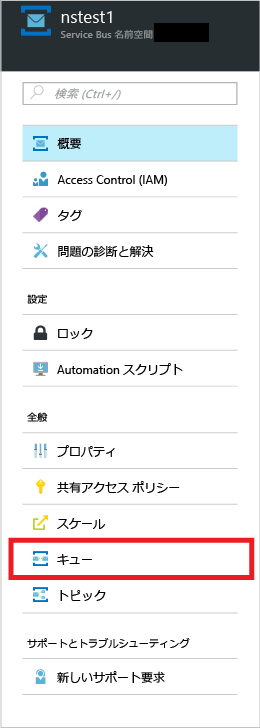 nstest1
Service Bus 名前空間
検索 (Ctrl+/)
概要
Access Control (IAM)
タグ
問題の診断と解決
設定
ロック
Automation スクリプト
全般
プロパティ
共有アクセス ポリシー
スケール
キュー
トピック
サポートとトラブルシューティング
新しいサポート要求